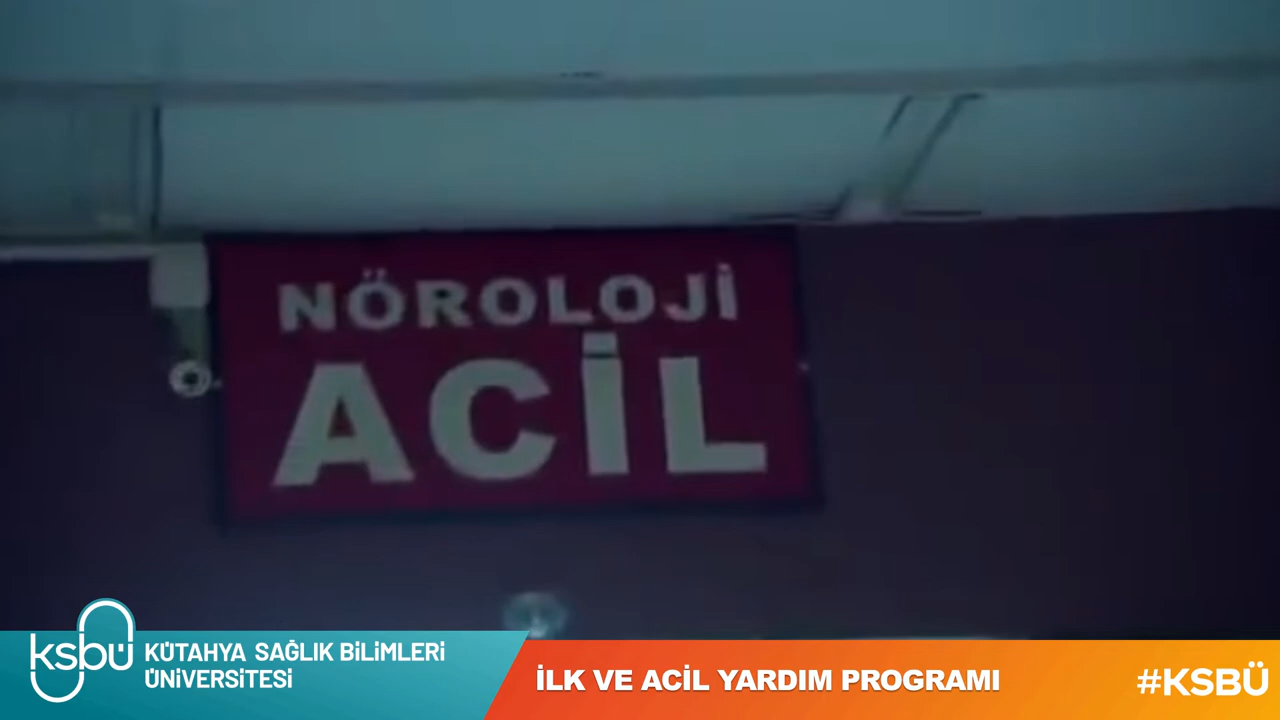 NÖROLOJİ
ACİL
ksbü
KÜTAHYA SAĞLIK BİLİMLERİ
ÜNİVERSİTESİ
İLK VE ACİL YARDIM PROGRAMI
#KSBÜ